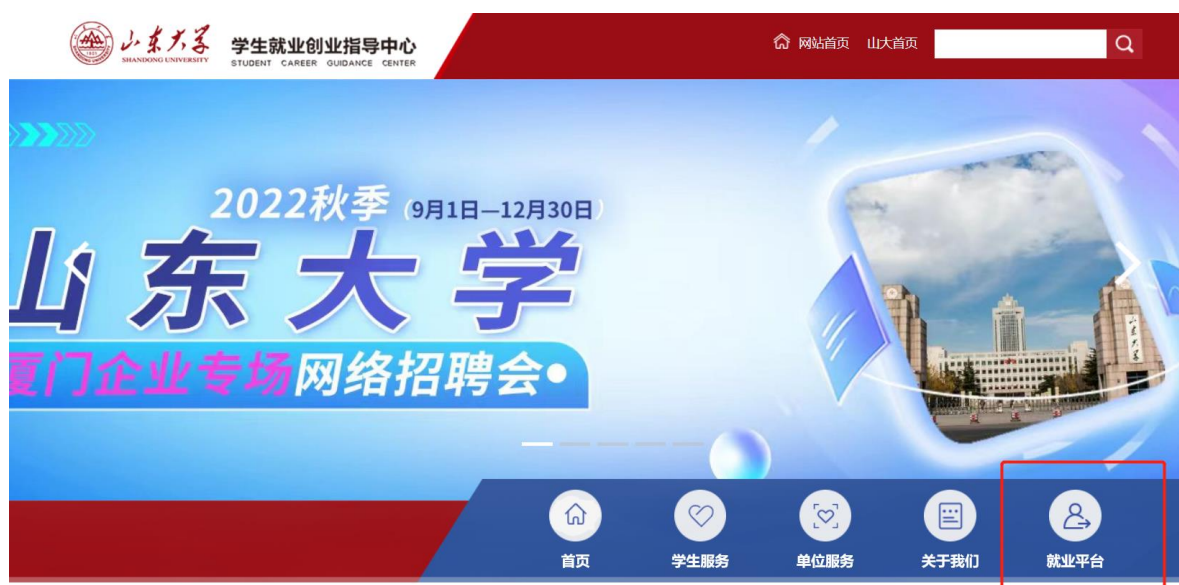 山东大学
SHANDONG UNIVERSITY
学生就业创业指导中心
STUDENT CAREER GUIDANCE CENTER
网站首页 山大首页
2022秋季（9月1日—12月30日）
山东大学
厦门企业专场网络招聘会
山东大学
首页 学生服务 单位服务 关于我们 就业平台